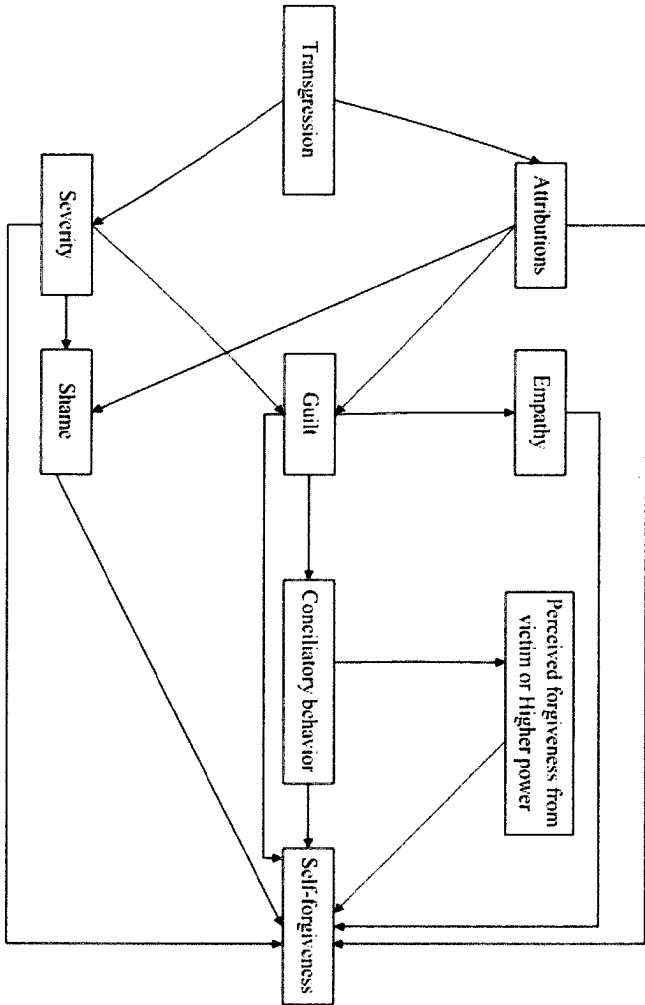 Transgression
Attributions
Severity
Shame
Guilt
Empathy
Conciliatory behavior
Perceived forgiveness from
victim or Higher power
Self-forgiveness